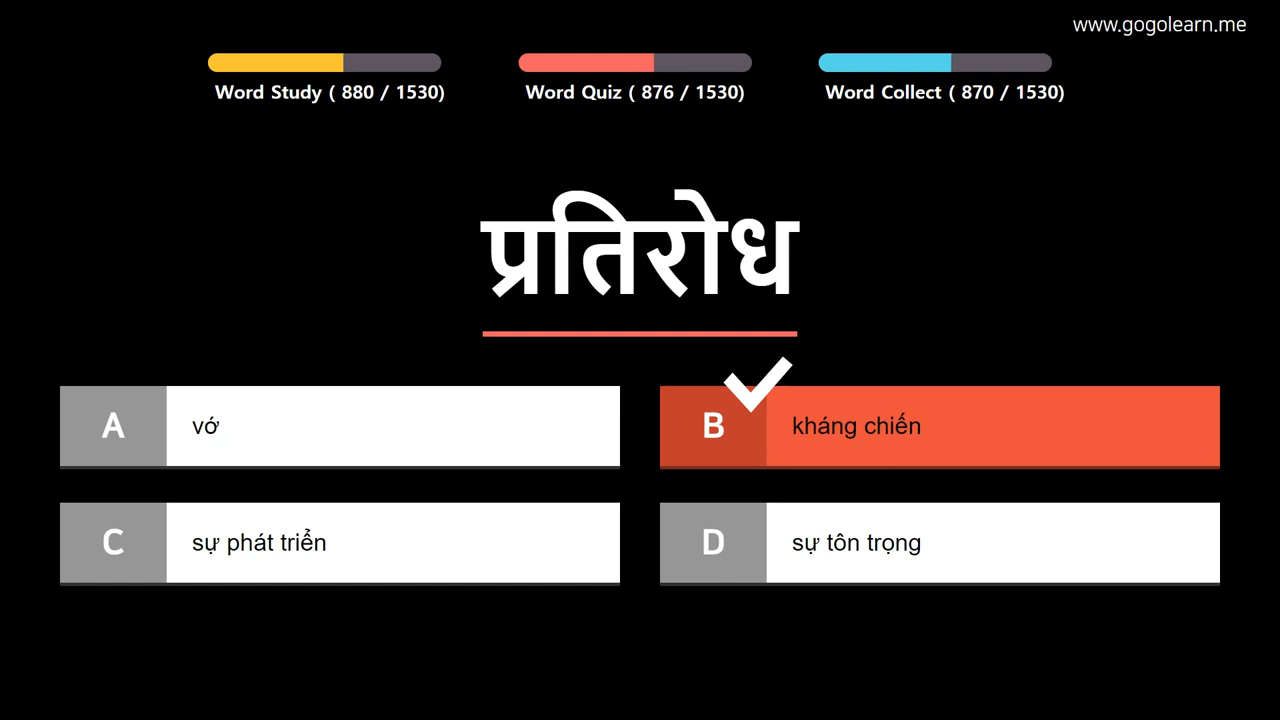 www.gogolearn.me
Word Study ( 880 / 1530)
Word Quiz ( 876 / 1530)
Word Collect ( 870 / 1530)
प्रतिरोध
A vớ
B kháng chiến
C sự phát triển
D sự tôn trọng